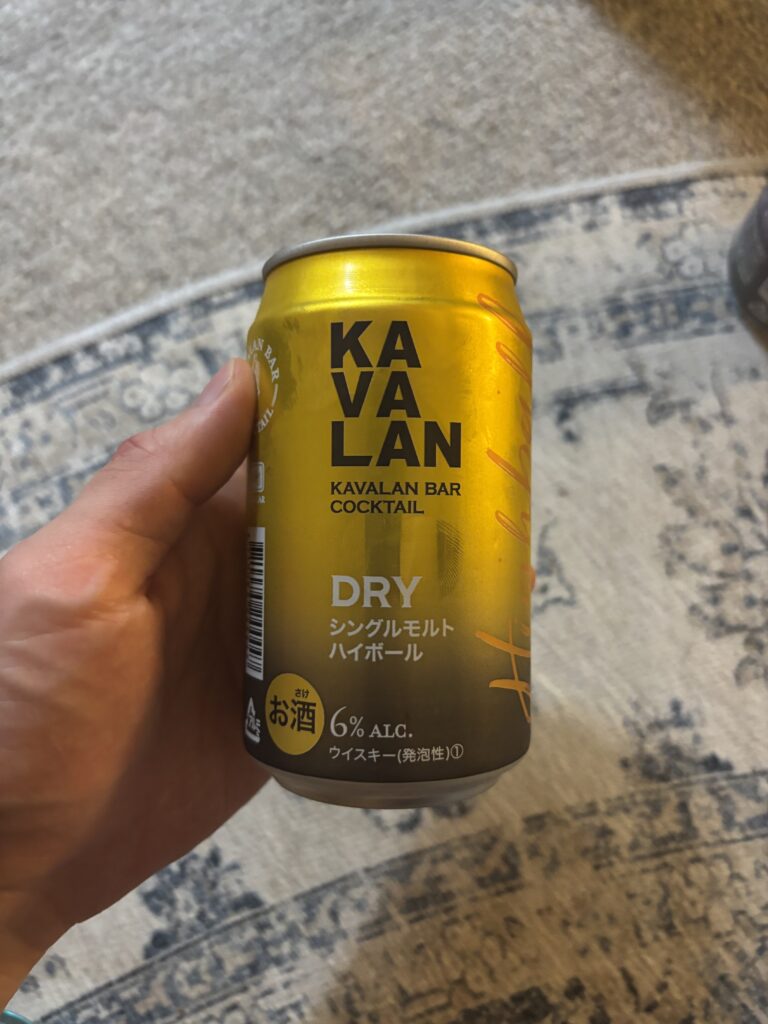 KA
VA
LAN
KAVALAN BAR
COCKTAIL
DRY
シングルモルト
ハイボール
さけ
お酒
6% ALC.
ウイスキー(発泡性)①
Highball